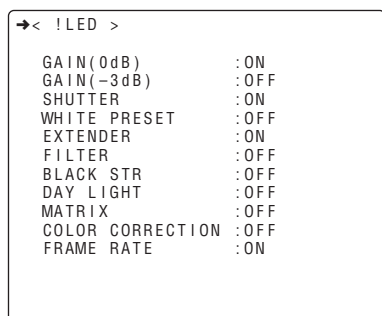 ➔< !LED >
GAIN(0dB) :ON
GAIN(–3dB) :OFF
SHUTTER :ON
WHITE PRESET :OFF
EXTENDER :ON
FILTER :OFF
BLACK STR :OFF
DAY LIGHT :OFF
MATRIX :OFF
COLOR CORRECTION :OFF
FRAME RATE :ON